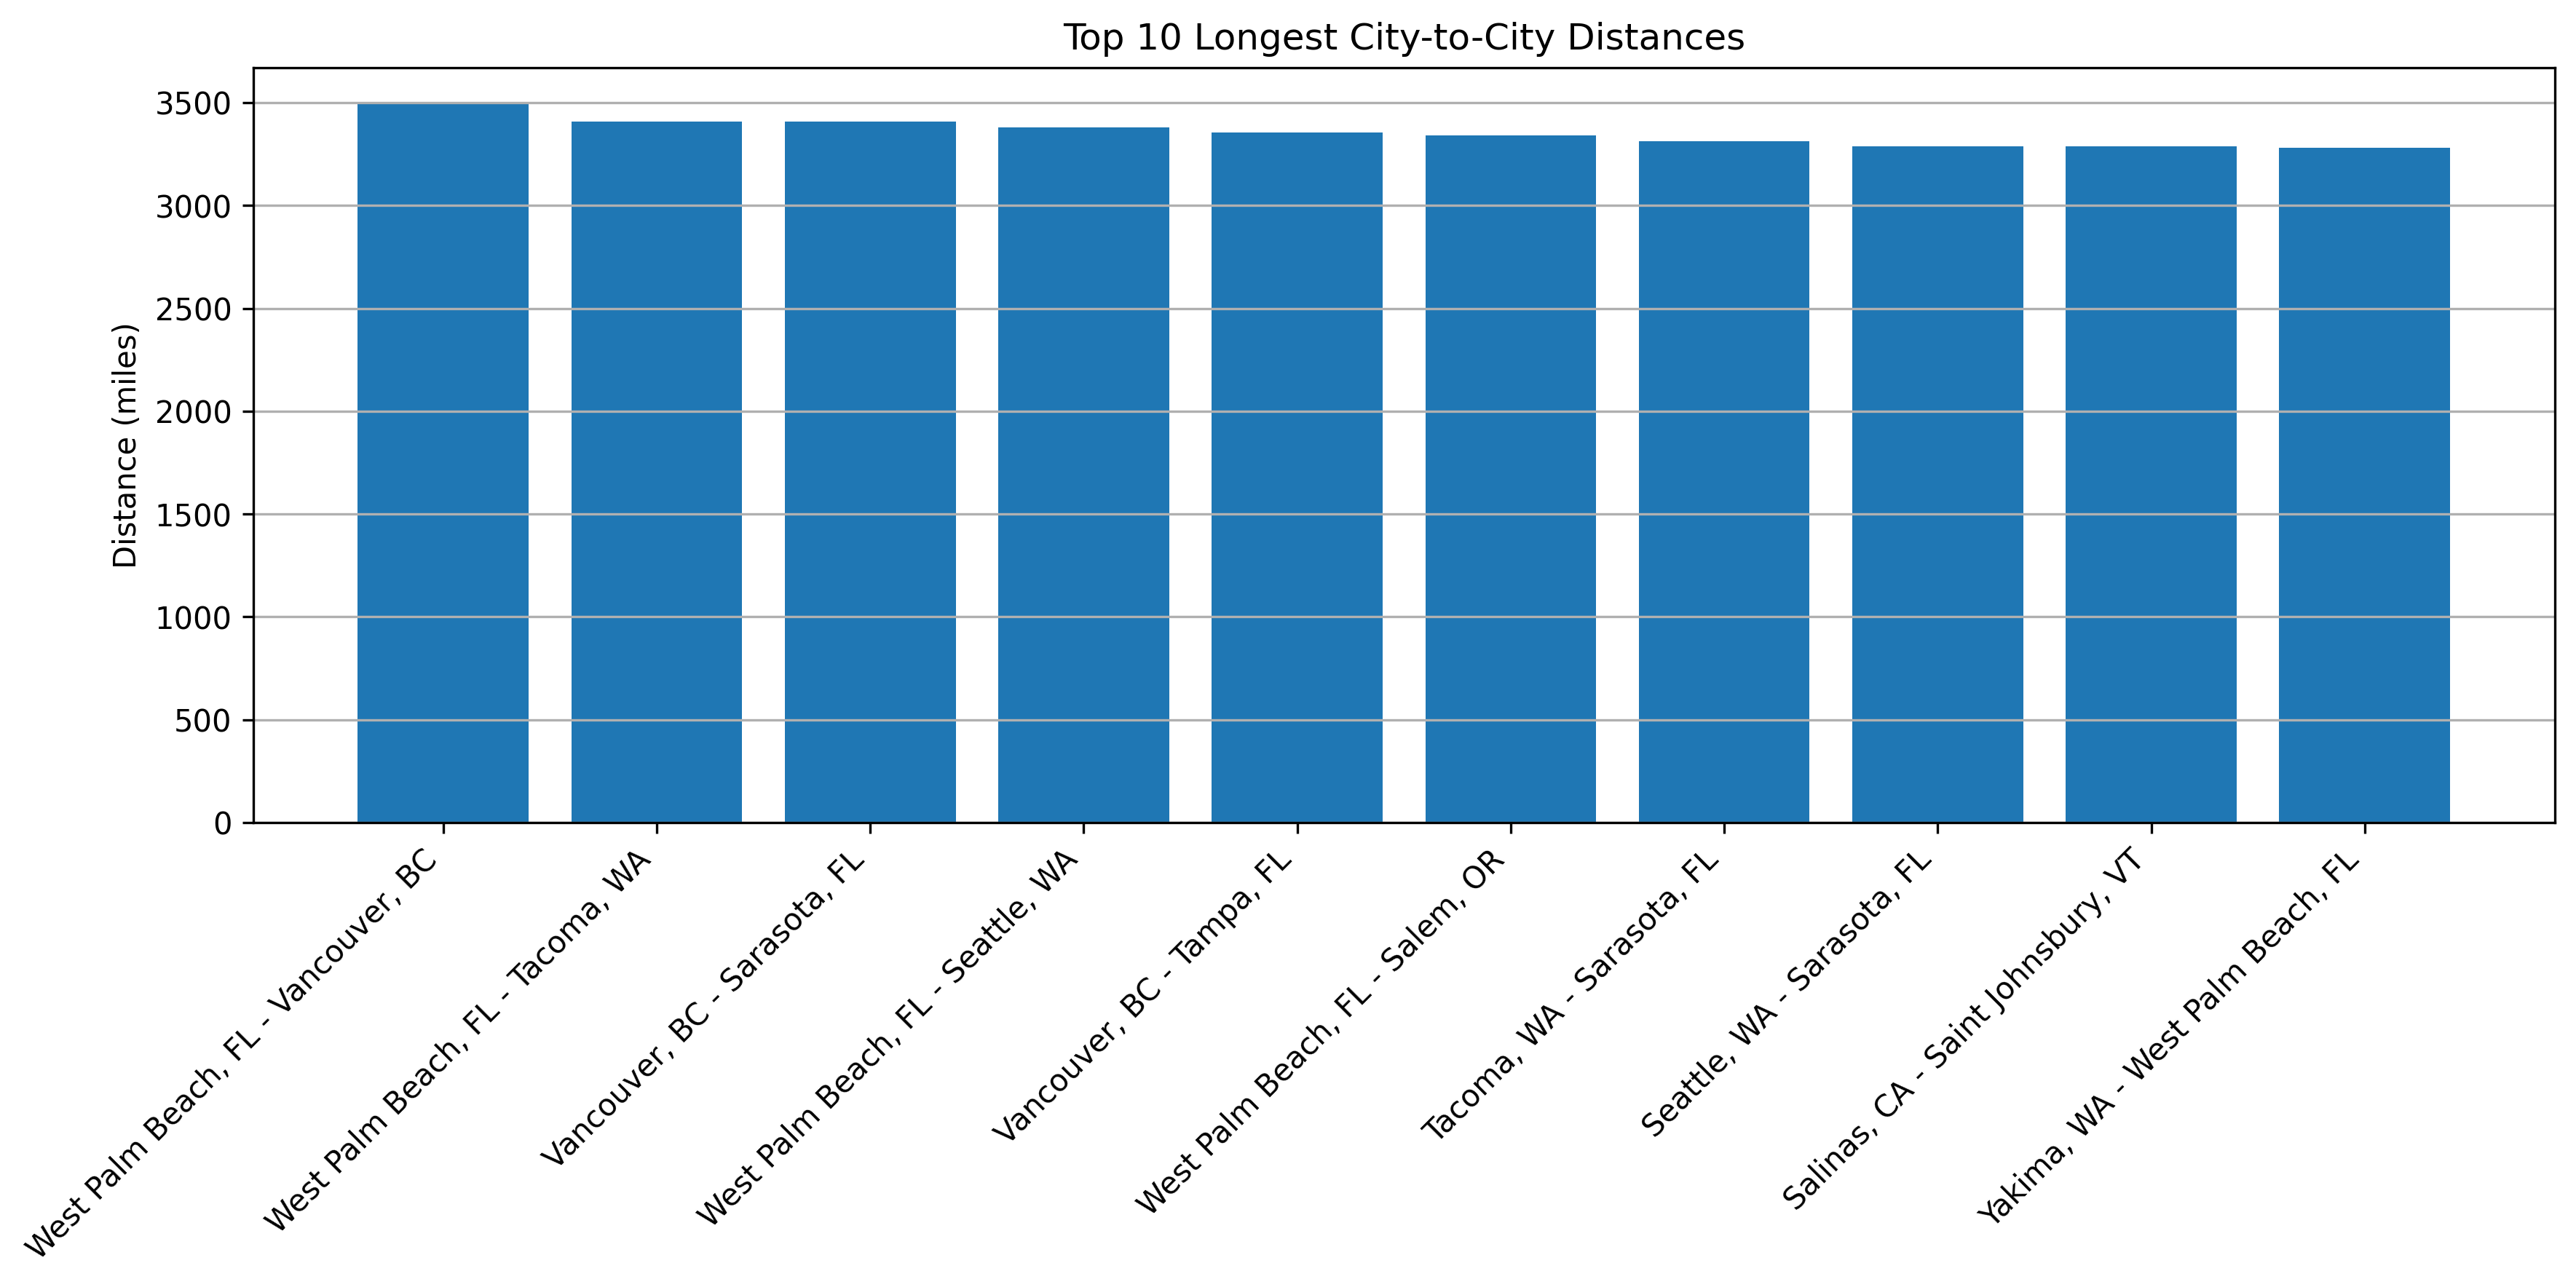 Top 10 Longest City-to-City Distances
Distance (miles)
3500
3000
2500
2000
1500
1000
500
0
West Palm Beach, FL - Vancouver, BC
West Palm Beach, FL - Tacoma, WA
Vancouver, BC - Sarasota, FL
West Palm Beach, FL - Seattle, WA
Vancouver, BC - Tampa, FL
West Palm Beach, FL - Salem, OR
Tacoma, WA - Sarasota, FL
Seattle, WA - Sarasota, FL
Salinas, CA - Saint Johnsbury, VT
Yakima, WA - West Palm Beach, FL